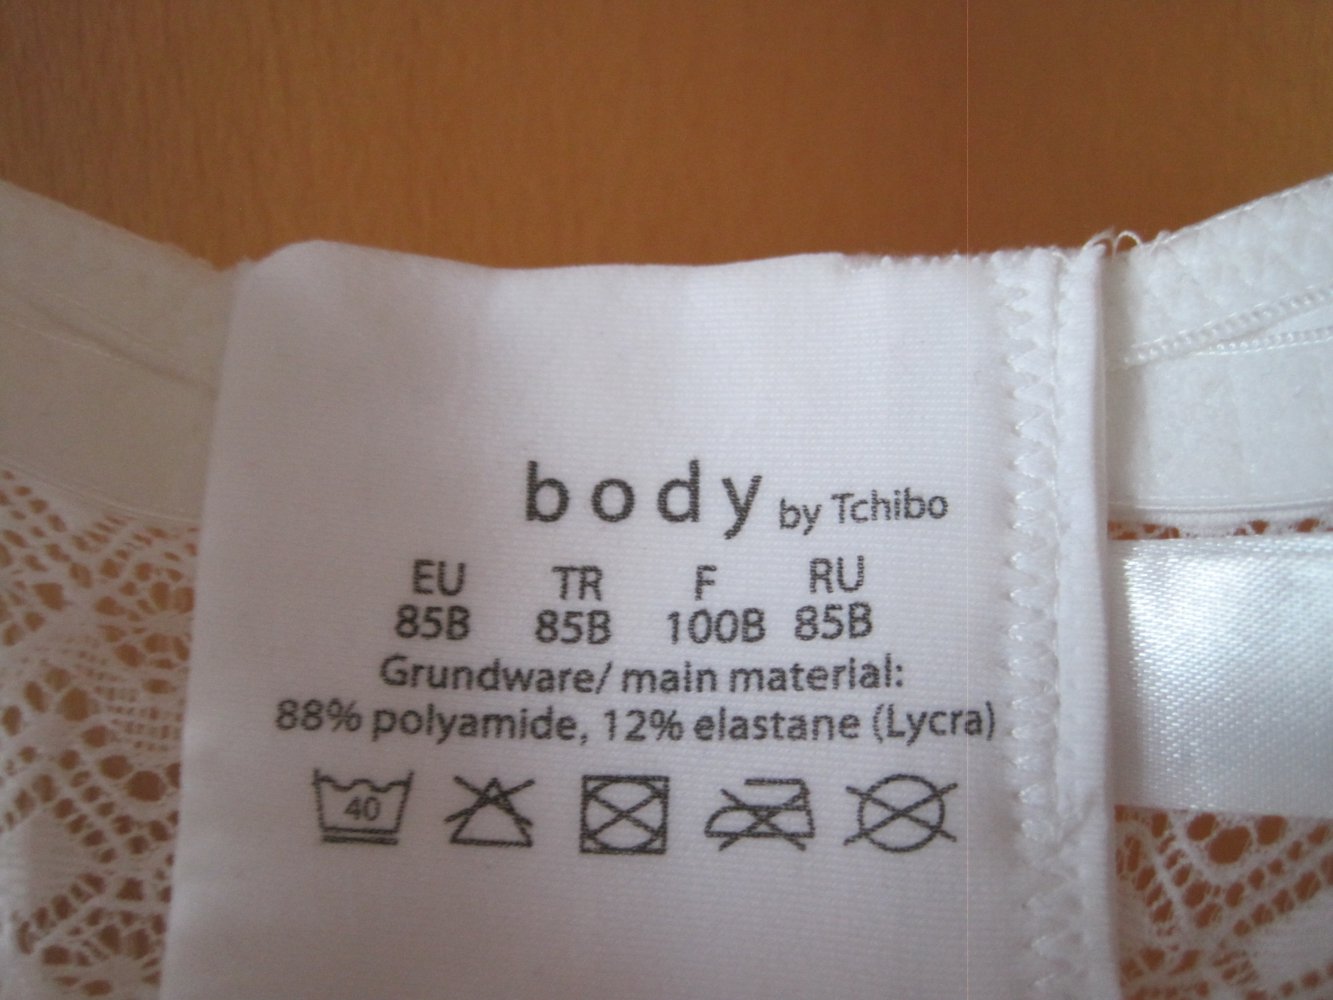 body by Tchibo
EU TR F RU
85B 85B 100B 85B
Grundware/ main material:
88% polyamide, 12% elastane (Lycra)
40